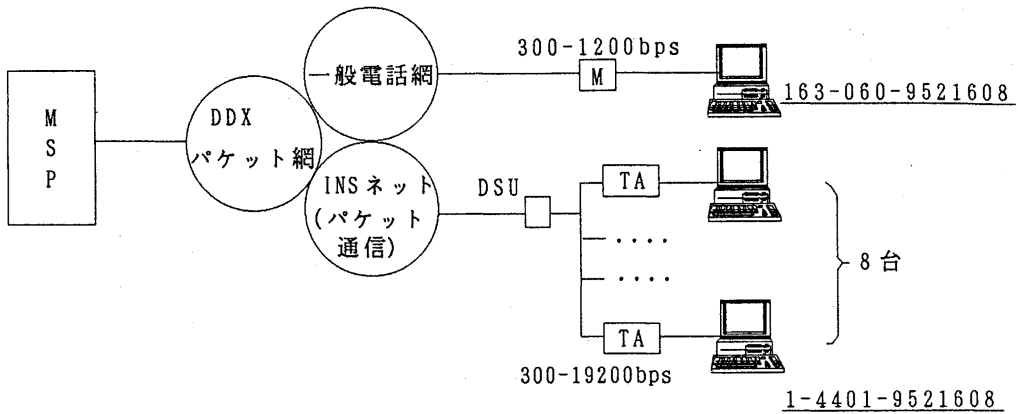 MSP
DDX
パケット網
一般電話網
300-1200bps
M
163-060-9521608
INSネット
(パケット
通信)
DSU
TA
････
････
8台
TA
300-19200bps
1-4401-9521608